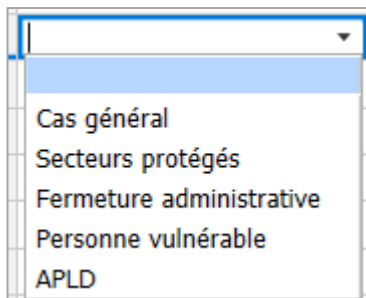 Cas général
Secteurs protégés
Fermeture administrative
Personne vulnérable
APLD